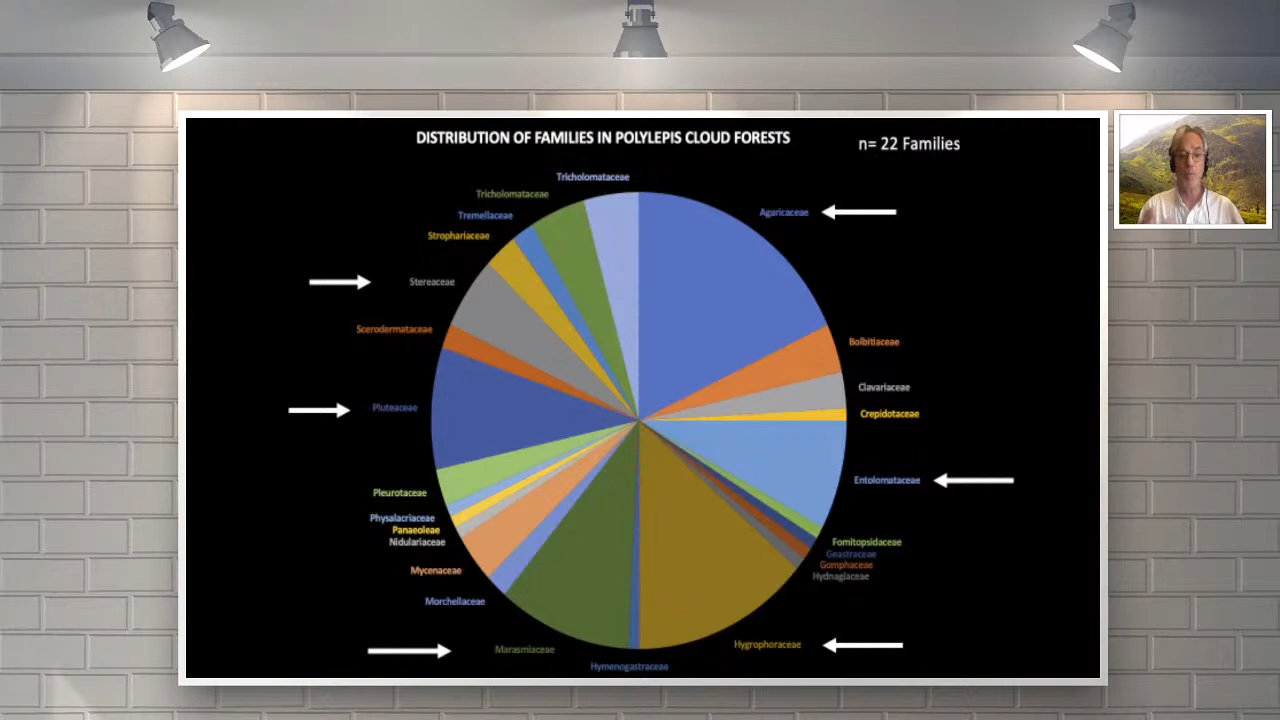 DISTRIBUTION OF FAMILIES IN POLYLEPIS CLOUD FORESTS
n= 22 Families
Tricholomataceae
Tricholomataceae
Tremellaceae
Strophariaceae
Stereaceae
Scerodermataceae
Pluteaceae
Pleurotaceae
Physalacriaceae
Panaeoleae
Nidulariaceae
Mycenaceae
Morchellaceae
Marasmiaceae
Hymenogastraceae
Agaricaceae
Bolbitiaceae
Clavariaceae
Crepidotaceae
Entolomataceae
Fomitopsidaceae
Geastraceae
Gomphaceae
Hydnagiaceae
Hygrophoraceae